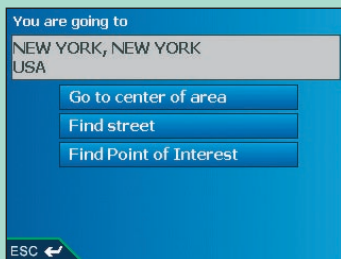 You are going to
NEW YORK, NEW YORK
USA
Go to center of area
Find street
Find Point of Interest
ESC